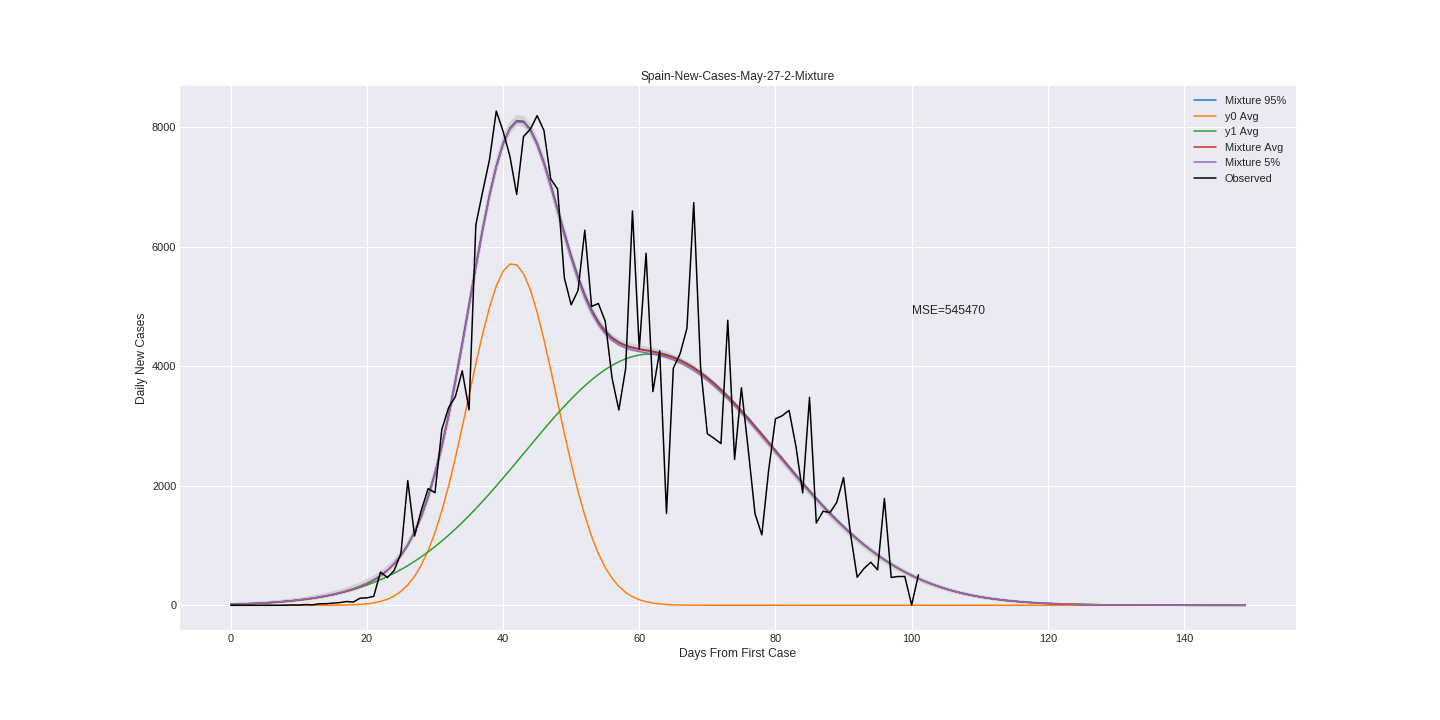 Spain-New-Cases-May-27-2-Mixture
Mixture 95%
y0 Avg
y1 Avg
Mixture Avg
Mixture 5%
Observed
8000
6000
4000
2000
0
Daily New Cases
MSE=545470
0 20 40 60 80 100 120 140
Days From First Case